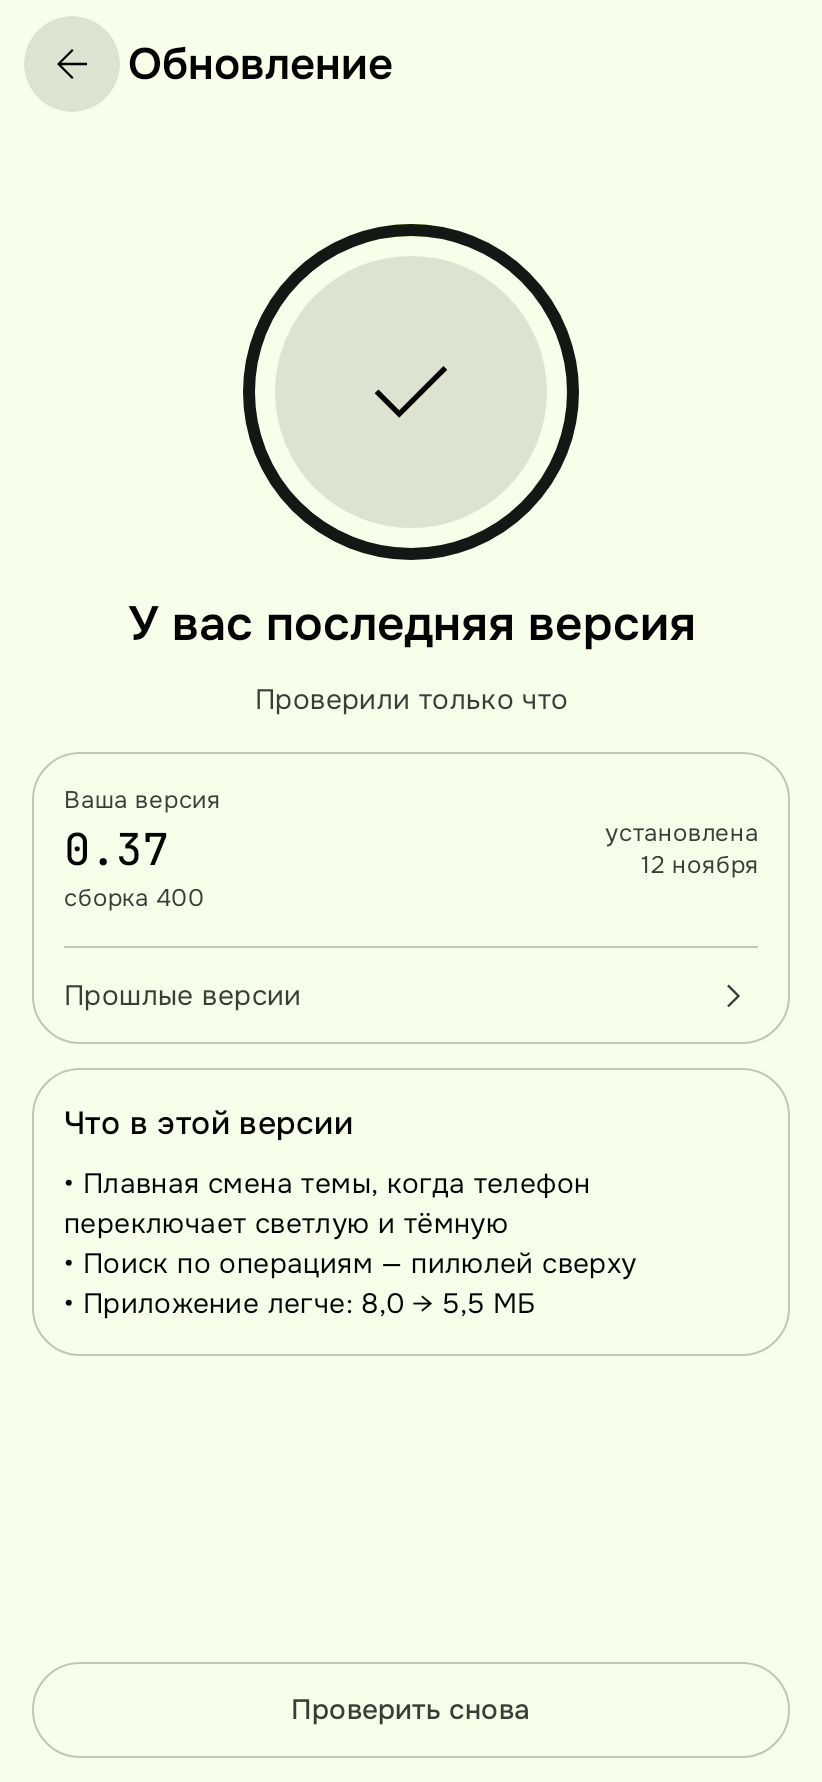 Обновление
У вас последняя версия
Проверили только что
Ваша версия
0.37
сборка 400
установлена
12 ноября
Прошлые версии
Что в этой версии
• Плавная смена темы, когда телефон
переключает светлую и тёмную
• Поиск по операциям — пилюлей сверху
• Приложение легче: 8,0 → 5,5 МБ
Проверить снова